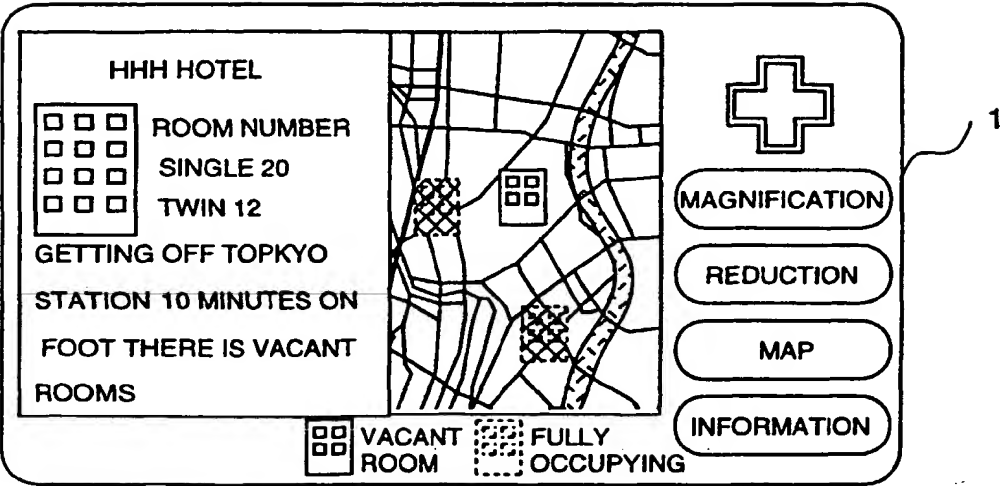 HHH HOTEL
ROOM NUMBER
SINGLE 20
TWIN 12
GETTING OFF TOPKYO
STATION 10 MINUTES ON
FOOT THERE IS VACANT
ROOMS
MAGNIFICATION
REDUCTION
MAP
INFORMATION
VACANT
ROOM
FULLY
OCCUPYING
1